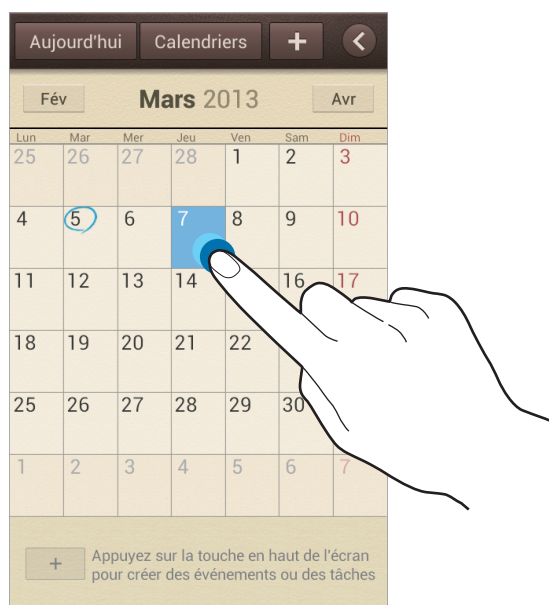 Aujourd'hui Calendriers +
Fév Mars 2013 Avr
Lun Mar Mer Jeu Ven Sam Dim
25 26 27 28 1 2 3
4 5 6 7 8 9 10
11 12 13 14 16 17
18 19 20 21 22
25 26 27 28 29 30
1 2 3 4 5 6 7
+ Appuyez sur la touche en haut de l'écran
pour créer des événements ou des tâches